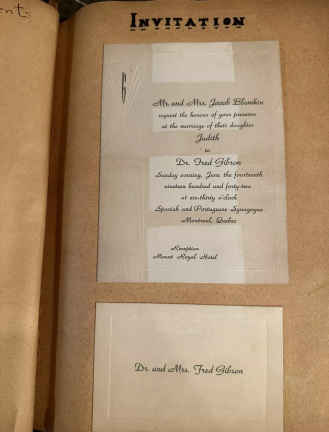 nts
INVITATION
Mr. and Mrs. Jacob Blumkin
request the honour of your presence
at the marriage of their daughter
Judith
to
Dr. Fred Gibson
Sunday evening, June the fourteenth
nineteen hundred and forty-two
at six-thirty o'clock
Spanish and Portuguese Synagogue
Montreal, Quebec
Reception
Mount Royal Hotel
Dr. and Mrs. Fred Gibson